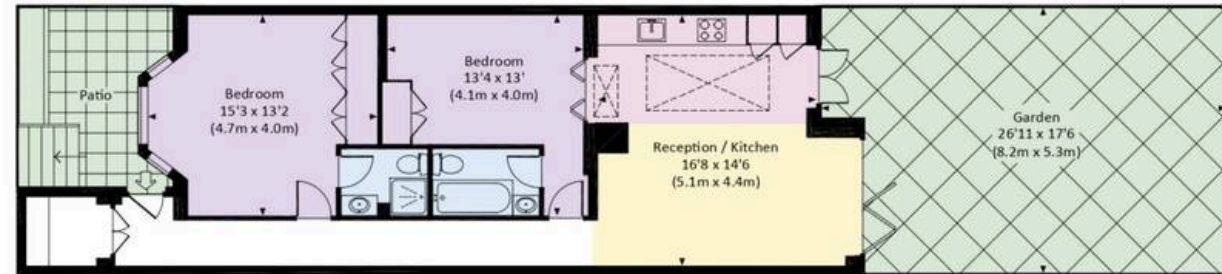 Patio
Bedroom
15'3 x 13'2
(4.7m x 4.0m)
Bedroom
13'4 x 13'
(4.1m x 4.0m)
Reception / Kitchen
16'8 x 14'6
(5.1m x 4.4m)
Garden
26'11 x 17'6
(8.2m x 5.3m)